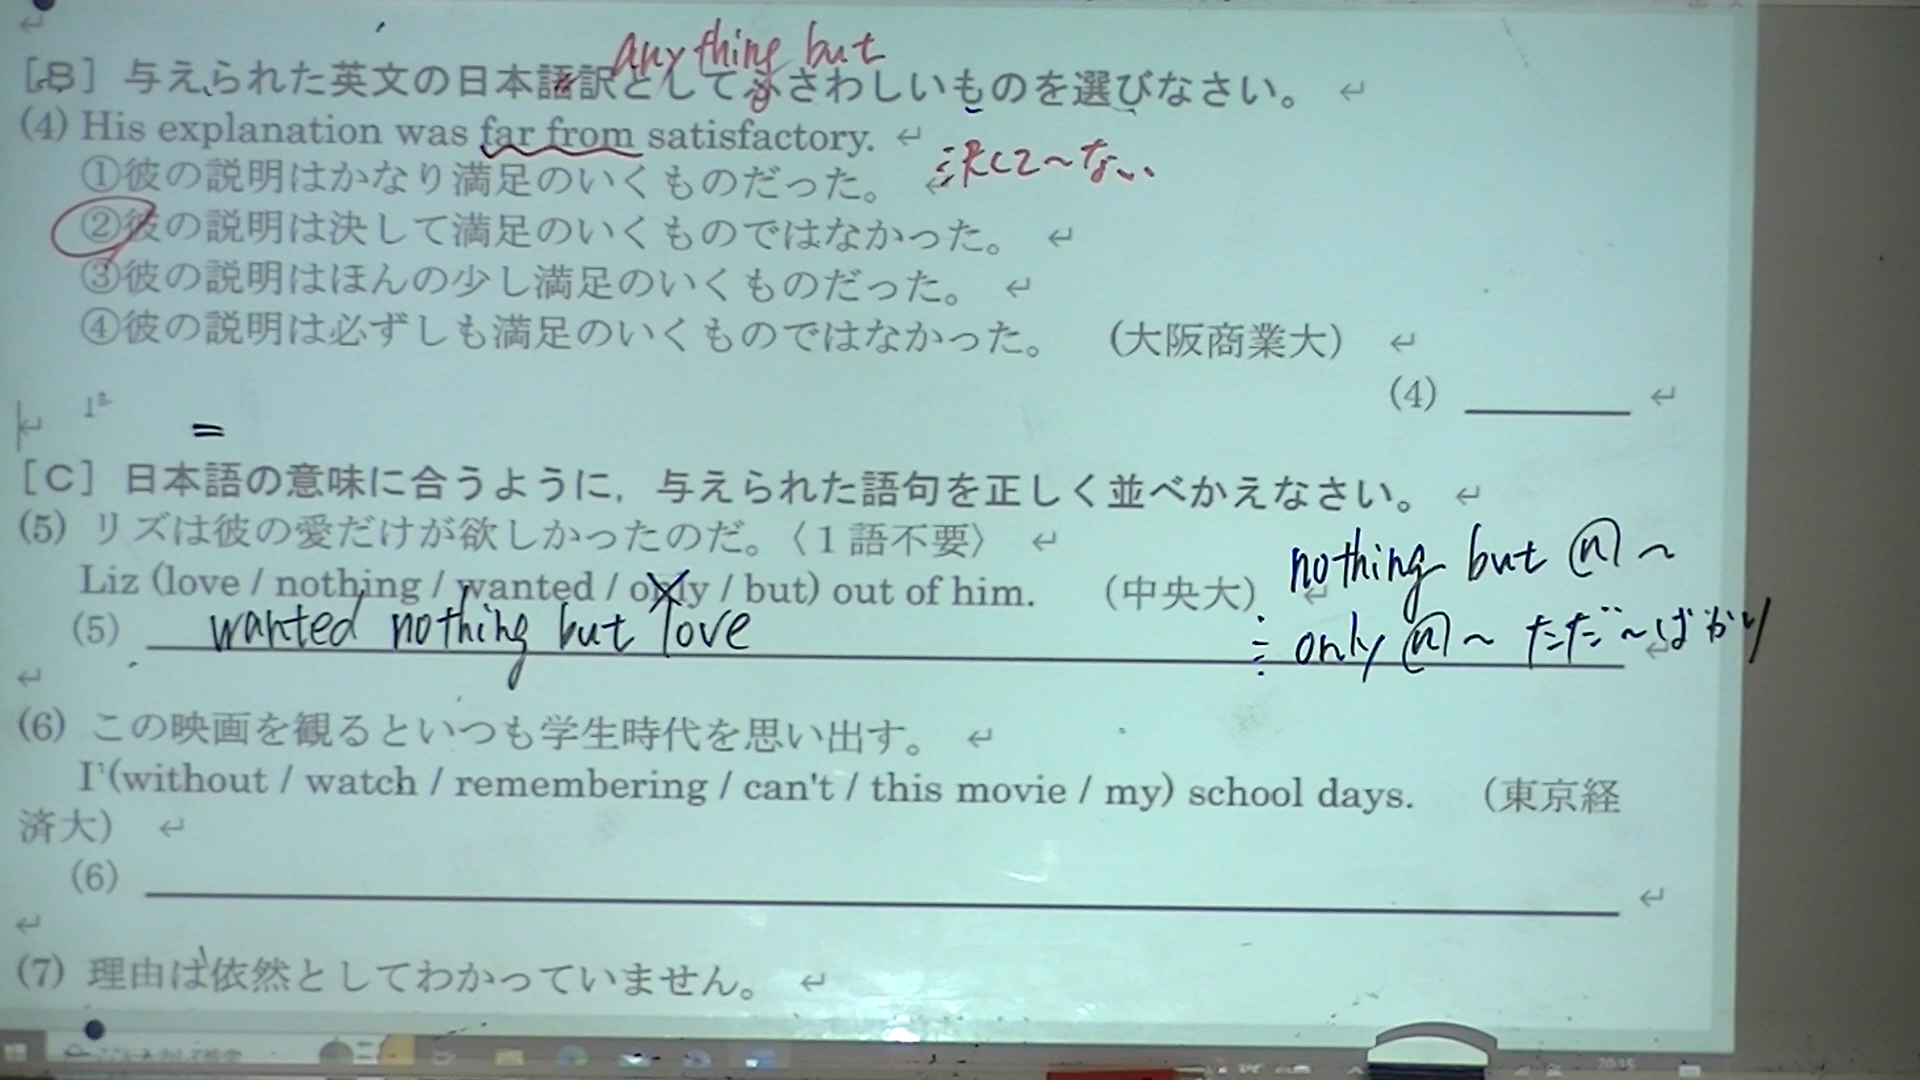 anything but
［B］与えられた英文の日本語訳としてふさわしいものを選びなさい。
(4) His explanation was far from satisfactory.
決して～ない
①彼の説明はかなり満足のいくものだった。
②彼の説明は決して満足のいくものではなかった。
③彼の説明はほんの少し満足のいくものだった。
④彼の説明は必ずしも満足のいくものではなかった。 （大阪商業大）
(4)
=
［C］日本語の意味に合うように，与えられた語句を正しく並べかえなさい。
(5) リズは彼の愛だけが欲しかったのだ。〈1語不要〉
nothing but ⓝ ～
Liz (love / nothing / wanted / only / but) out of him. （中央大）
(5) wanted nothing but love
only ⓝ ～ ただ～ばかり
(6) この映画を観るといつも学生時代を思い出す。
I (without / watch / remembering / can't / this movie / my) school days. （東京経
済大）
(6)
(7) 理由は依然としてわかっていません。